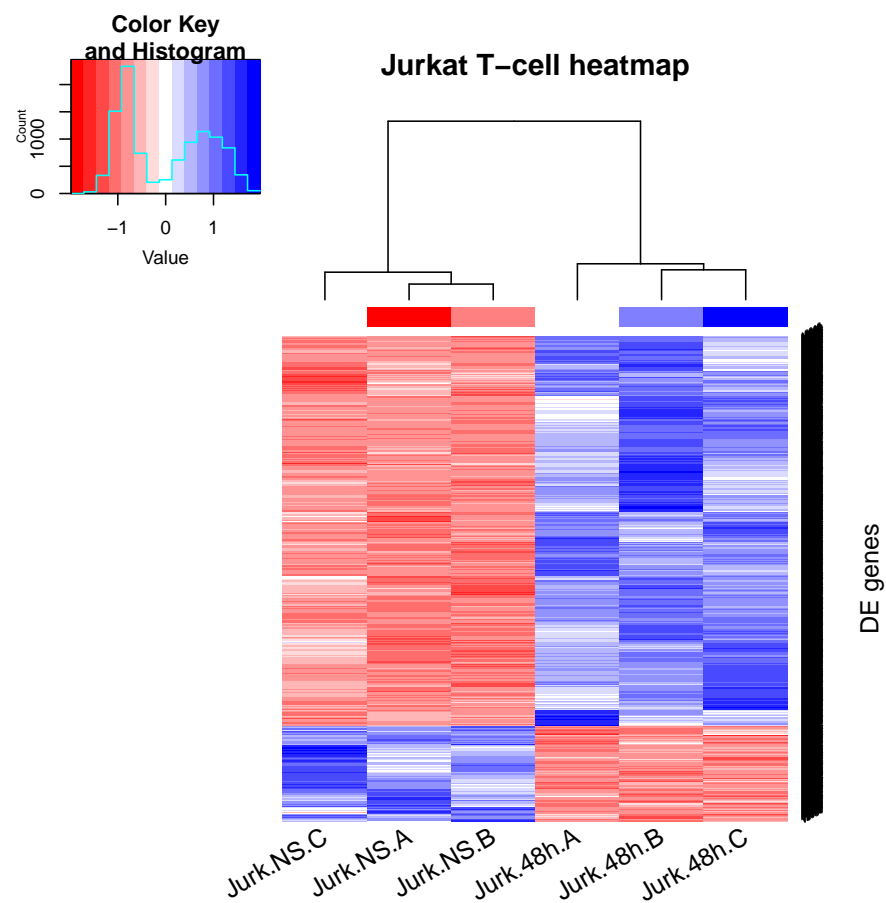 Color Key
and Histogram
Jurkat T−cell heatmap
Count
1000
0
−1 0 1
Value
DE genes
Jurk.NS.C
Jurk.NS.A
Jurk.NS.B
Jurk.48h.A
Jurk.48h.B
Jurk.48h.C